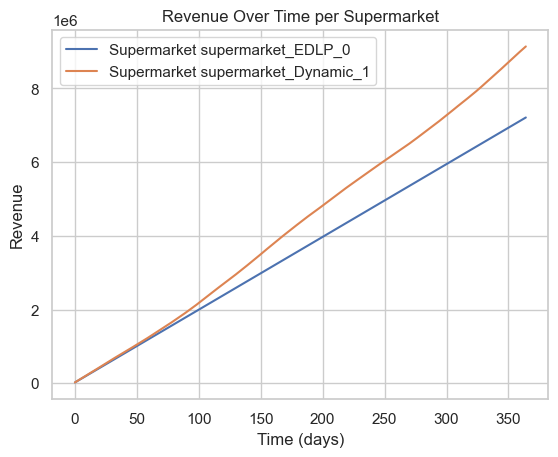 Revenue Over Time per Supermarket
1e6
Supermarket supermarket_EDLP_0
Supermarket supermarket_Dynamic_1
8
6
4
2
0
Revenue
0 50 100 150 200 250 300 350
Time (days)